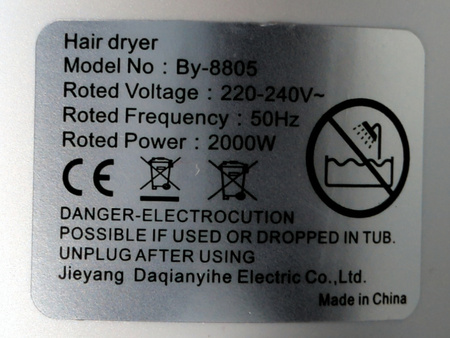 Hair dryer
Model No : By-8805
Roted Voltage : 220-240V~
Roted Frequency : 50Hz
Roted Power : 2000W
CE
DANGER-ELECTROCUTION
POSSIBLE IF USED OR DROPPED IN TUB.
UNPLUG AFTER USING
Jieyang Daqianyihe Electric Co.,Ltd.
Made in China